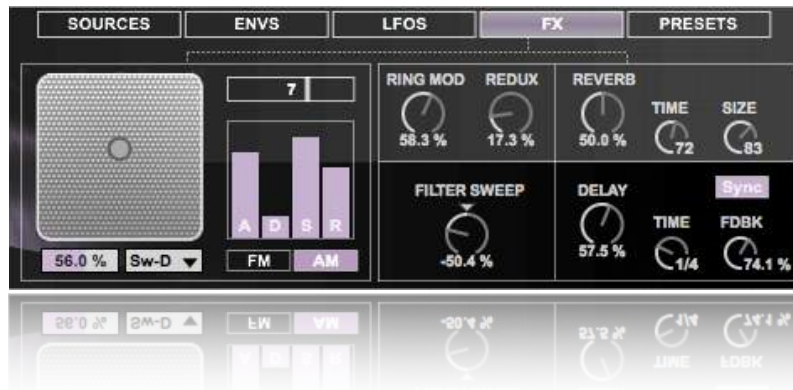 SOURCES ENVS LFOS FX PRESETS
7
RING MOD REDUX REVERB
TIME SIZE
58.3 % 17.3 % 50.0 % 72 83
A D S R
FILTER SWEEP DELAY Sync
TIME FDBK
56.0 % Sw-D FM AM -50.4 % 57.5 % 1/4 74.1 %